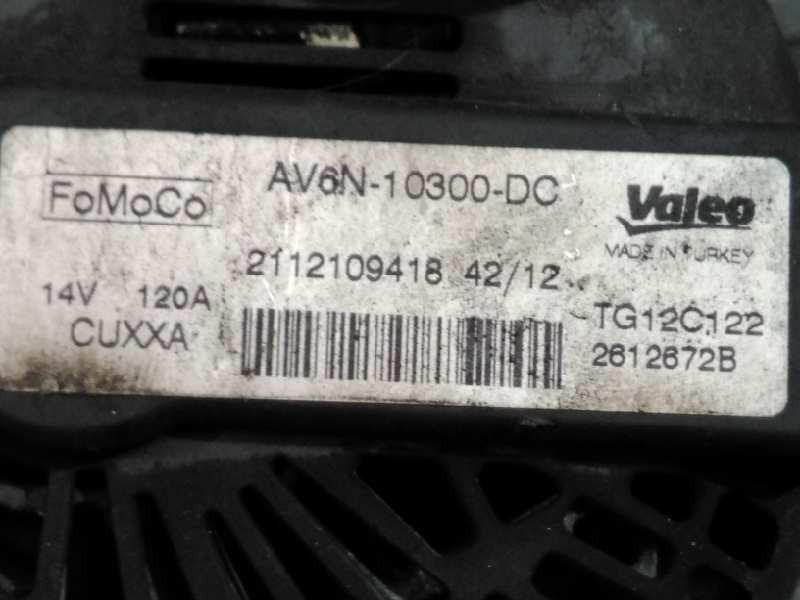 FoMoCo
14V 120A
CUXXA
AV6N-10300-DC
2112109418 42/12
Valeo
MADE IN TURKEY
TG12C122
2612672B